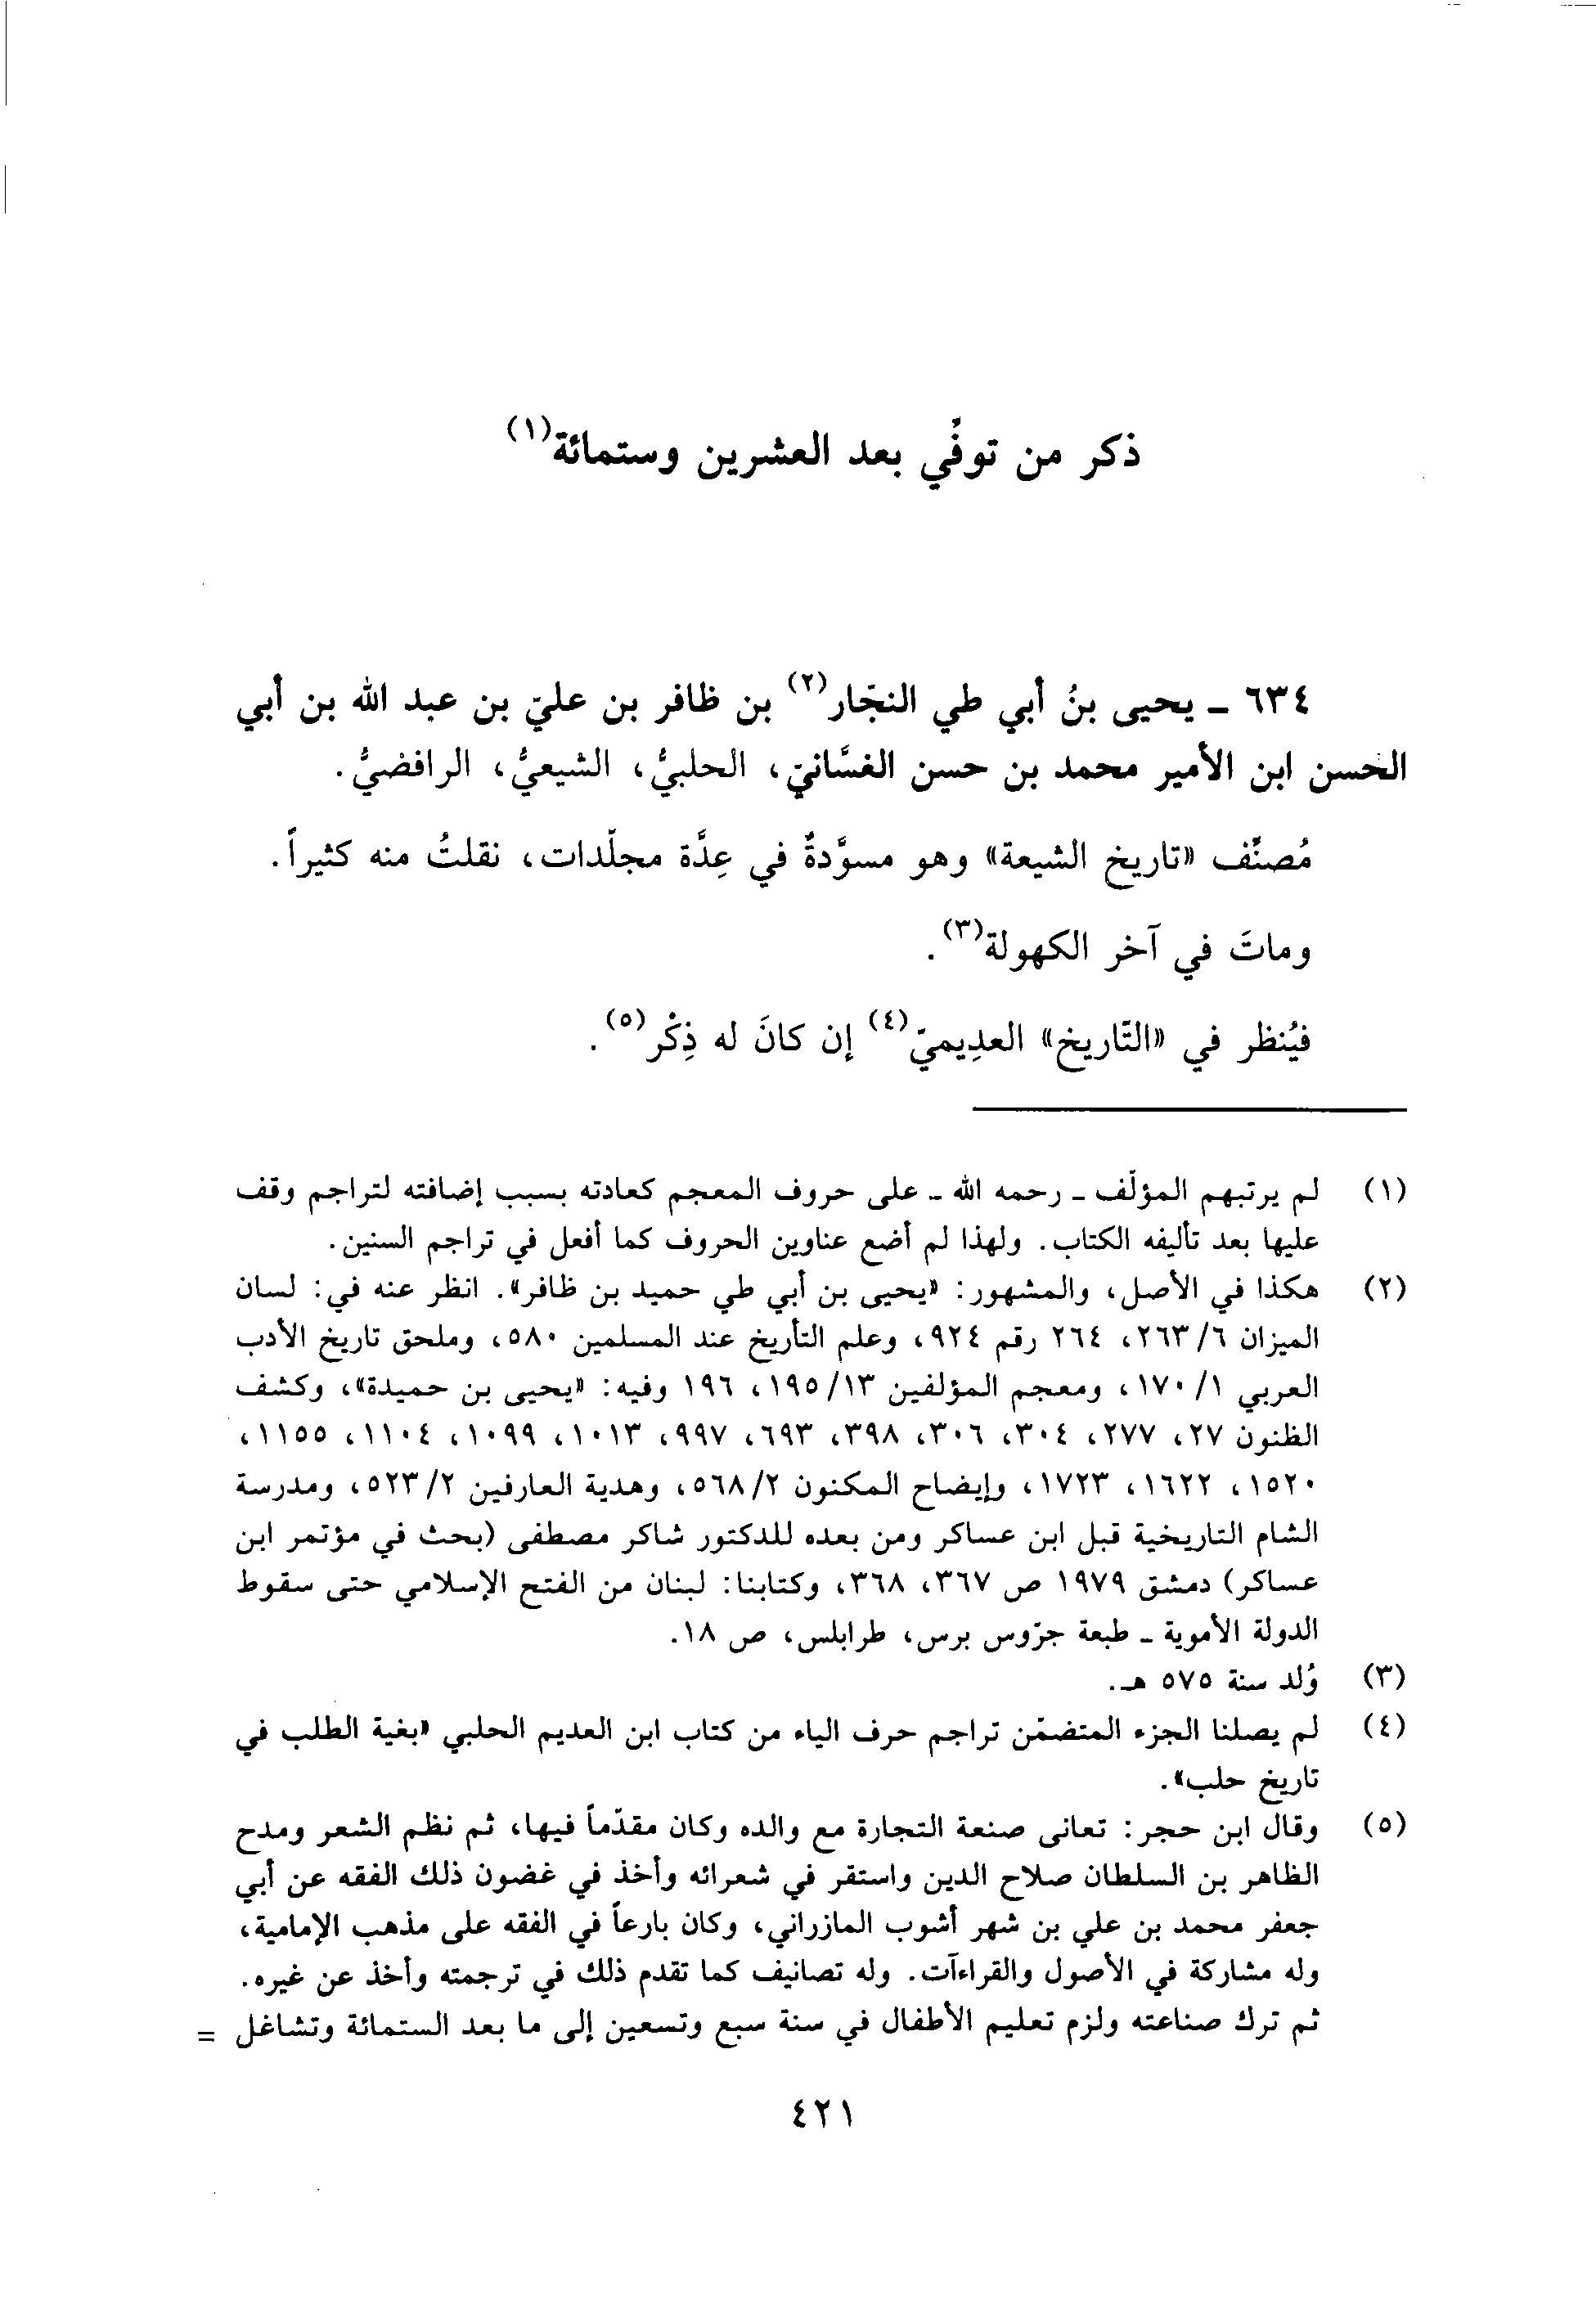 ذكر من توفِّي بعد العشرين وستمائة(١)
٦٣٤ ـ يحيى بنُ أبي طي النجّار(٢) بن ظافر بن عليّ بن عبد الله بن أبي
الحسن ابن الأمير محمد بن حسن الغسَّانيّ، الحلبيُّ، الشيعيُّ، الرافضيُّ.
مُصنَّف «تاريخ الشيعة» وهو مسوَّدةٌ في عِدَّة مجلّدات، نقلتُ منه كثيراً.
وماتَ في آخر الكهولة(٣).
فيُنظر في «التّاريخ» العدِيميّ(٤) إن كانَ له ذِكْر(٥).
(١) لم يرتبهم المؤلّف ـ رحمه الله ـ على حروف المعجم كعادته بسبب إضافته لتراجم وقف
عليها بعد تأليفه الكتاب. ولهذا لم أضع عناوين الحروف كما أفعل في تراجم السنين.
(٢) هكذا في الأصل، والمشهور: «يحيى بن أبي طي حميد بن ظافر». انظر عنه في: لسان
الميزان ٦/ ٢٦٣، ٢٦٤ رقم ٩٢٤، وعلم التأريخ عند المسلمين ٥٨٠، وملحق تاريخ الأدب
العربي ١/ ١٧٠، ومعجم المؤلفين ١٣/ ١٩٥، ١٩٦ وفيه: «يحيى بن حميدة»، وكشف
الظنون ٢٧، ٢٧٧، ٣٠٤، ٣٠٦، ٣٩٨، ٦٩٣، ٩٩٧، ١٠١٣، ١٠٩٩، ١١٠٤، ١١٥٥،
١٥٢٠، ١٦٢٢، ١٧٢٣، وإيضاح المكنون ٢/ ٥٦٨، وهدية العارفين ٢/ ٥٢٣، ومدرسة
الشام التاريخية قبل ابن عساكر ومن بعده للدكتور شاكر مصطفى (بحث في مؤتمر ابن
عساكر) دمشق ١٩٧٩ ص ٣٦٧، ٣٦٨، وكتابنا: لبنان من الفتح الإسلامي حتى سقوط
الدولة الأموية ـ طبعة جرّوس برس، طرابلس، ص ١٨.
(٣) وُلد سنة ٥٧٥ هـ.
(٤) لم يصلنا الجزء المتضمّن تراجم حرف الياء من كتاب ابن العديم الحلبي «بغية الطلب في
تاريخ حلب».
(٥) وقال ابن حجر: تعانى صنعة التجارة مع والده وكان مقدّماً فيها، ثم نظم الشعر ومدح
الظاهر بن السلطان صلاح الدين واستقر في شعرائه وأخذ في غضون ذلك الفقه عن أبي
جعفر محمد بن علي بن شهر أشوب المازراني، وكان بارعاً في الفقه على مذهب الإمامية،
وله مشاركة في الأصول والقراءآت. وله تصانيف كما تقدم ذلك في ترجمته وأخذ عن غيره.
ثم ترك صناعته ولزم تعليم الأطفال في سنة سبع وتسعين إلى ما بعد الستمائة وتشاغل =
٤٢١